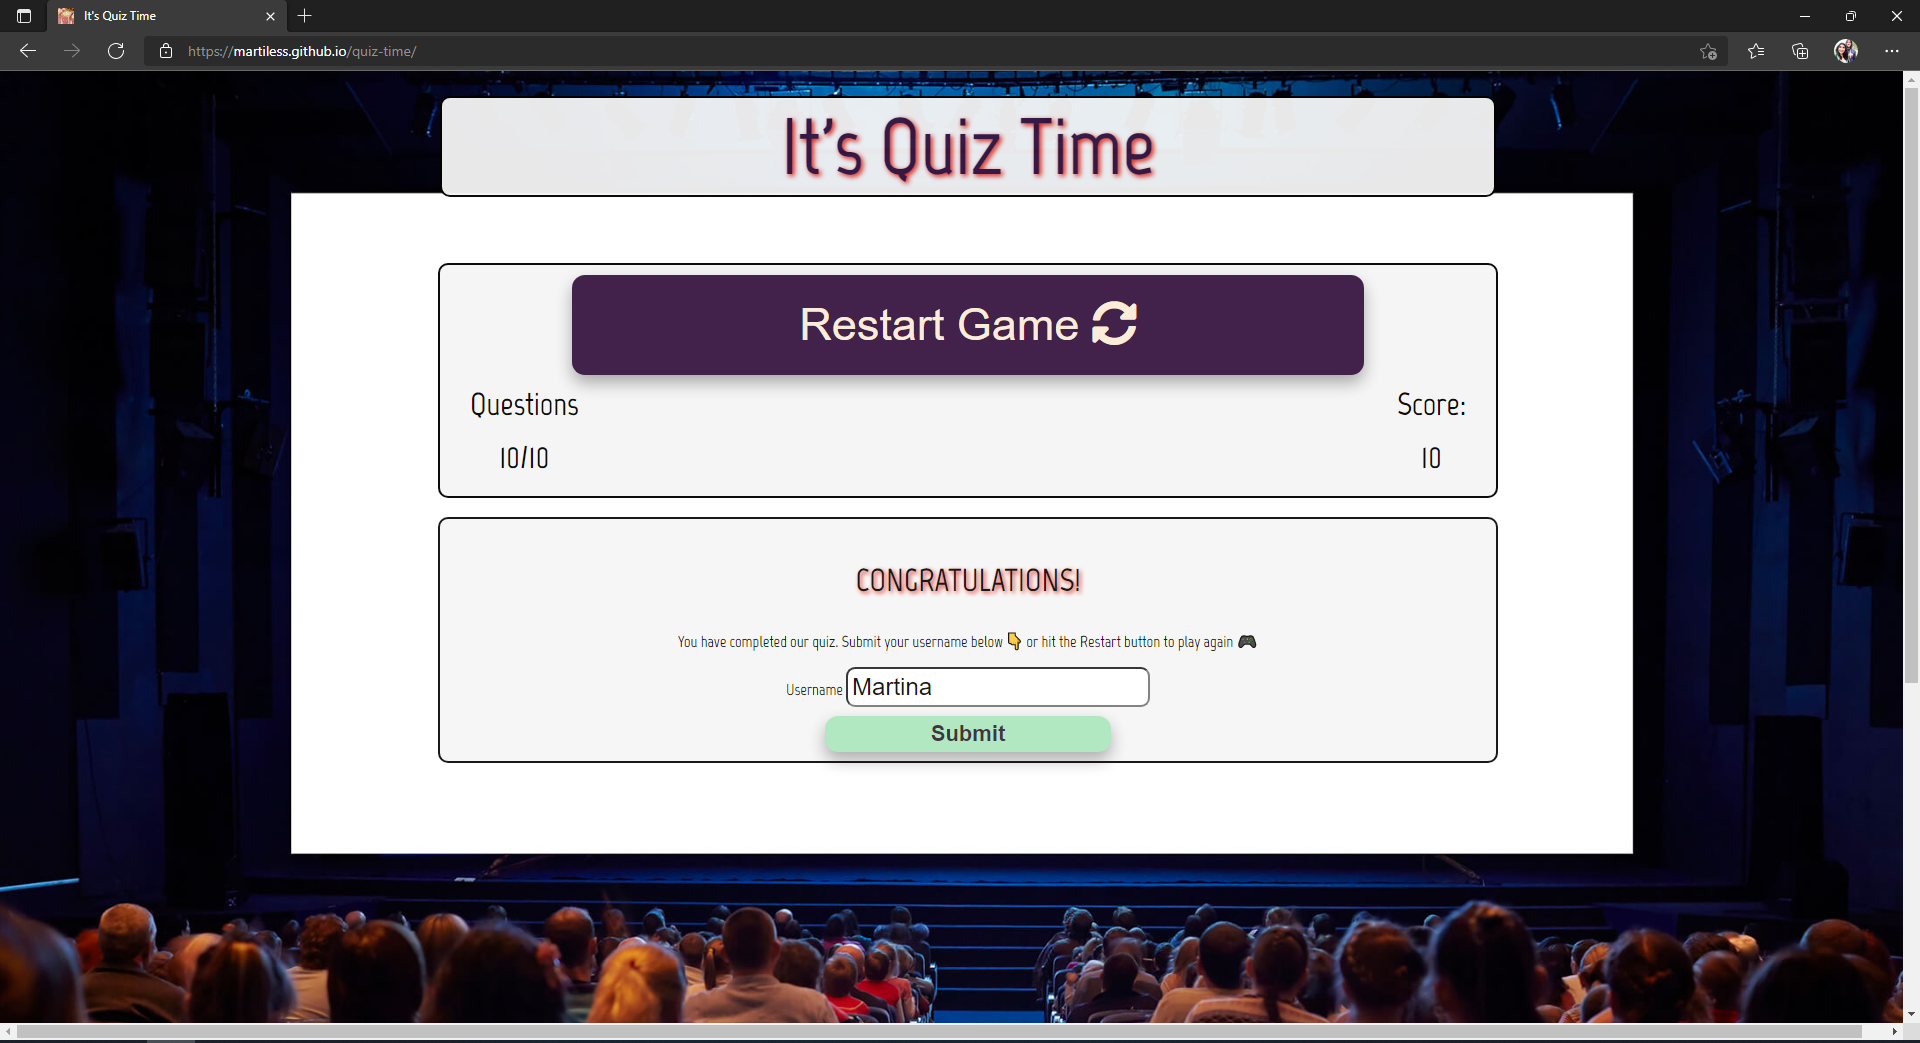 It's Quiz Time
https://martiless.github.io/quiz-time/
It's Quiz Time
Restart Game
Questions
Score:
10/10
10
CONGRATULATIONS!
You have completed our quiz. Submit your username below 👇 or hit the Restart button to play again 🎮
Username Martina
Submit